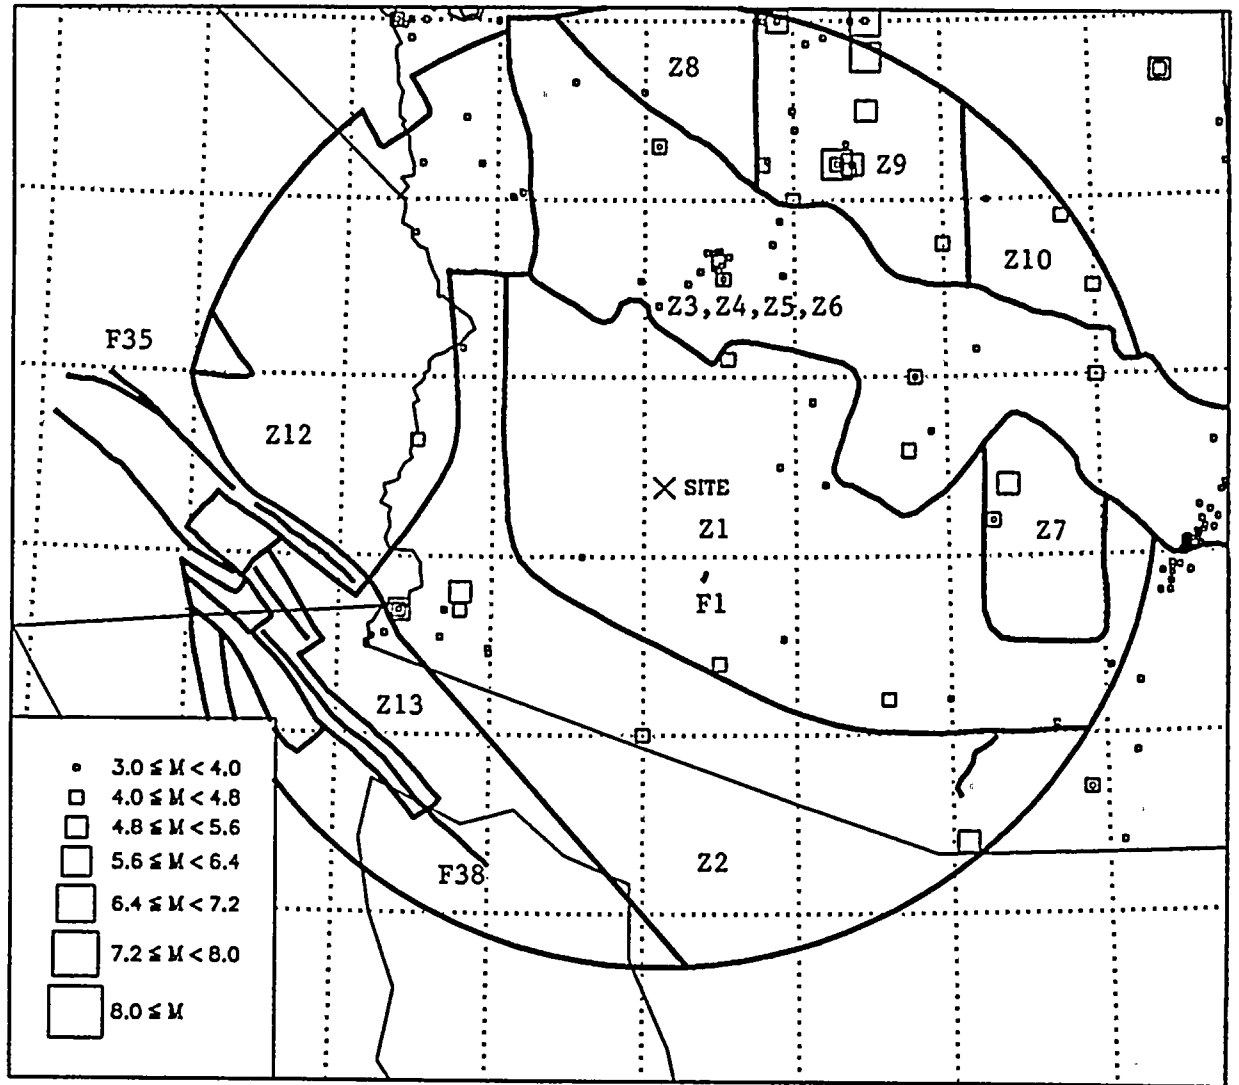 Z8
Z9
Z10
Z3, Z4, Z5, Z6
F35
Z12
SITE
Z1
Z7
F1
Z13
Z2
F38
3.0 ≤ M < 4.0
4.0 ≤ M < 4.8
4.8 ≤ M < 5.6
5.6 ≤ M < 6.4
6.4 ≤ M < 7.2
7.2 ≤ M < 8.0
8.0 ≤ M